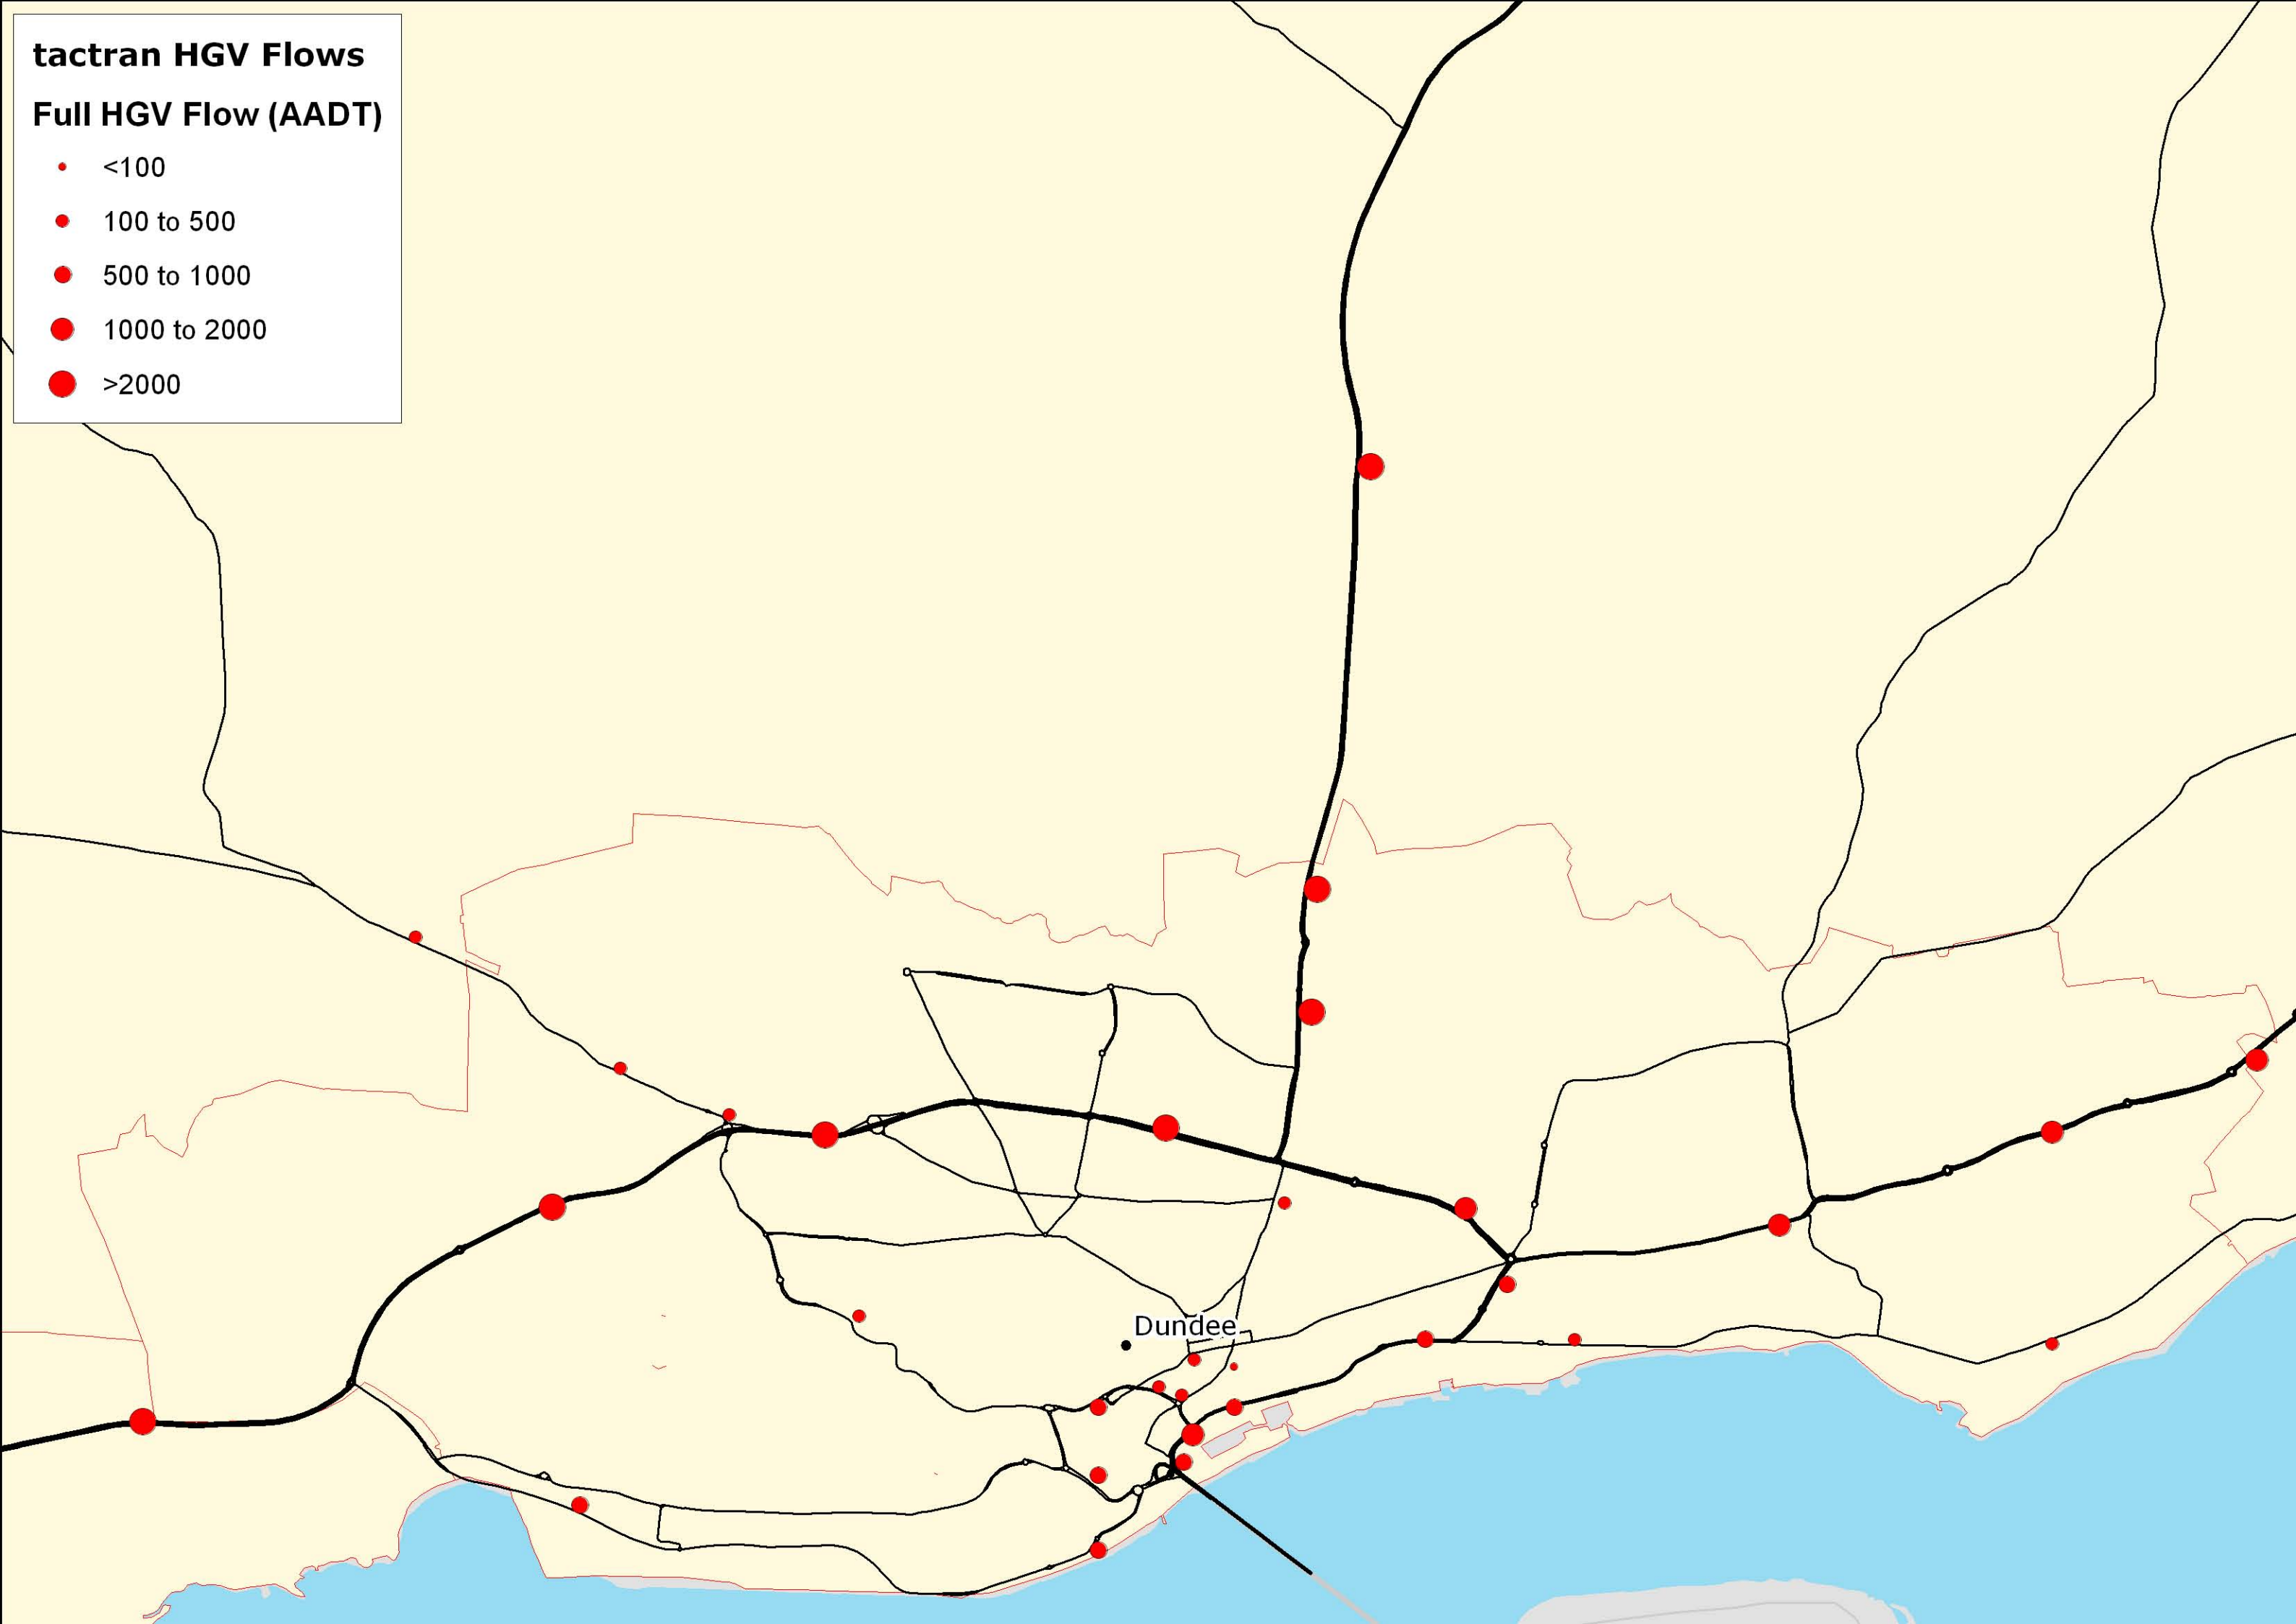 tactran HGV Flows
Full HGV Flow (AADT)
<100
100 to 500
500 to 1000
1000 to 2000
>2000
Dundee